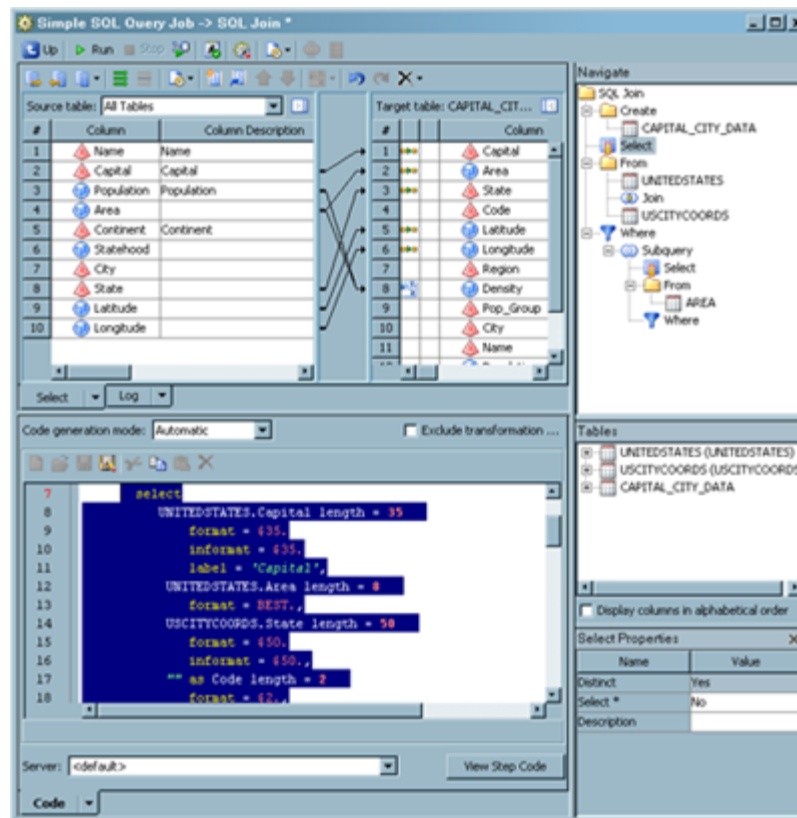 Simple SQL Query Job -> SQL Join *
Up Run Stop
Source table: All Tables
# Column Column Description
1 Name Name
2 Capital Capital
3 Population Population
4 Area
5 Continent Continent
6 Statehood
7 City
8 State
9 Latitude
10 Longitude
Target table: CAPITAL_CIT...
# Column
1 Capital
2 Area
3 State
4 Code
5 Latitude
6 Longitude
7 Region
8 Density
9 Pop_Group
10 City
11 Name
Select Log
Navigate
SQL Join
Create
CAPITAL_CITY_DATA
Select
From
UNITEDSTATES
Join
USCITYCOORDS
Where
Subquery
Select
From
AREA
Where
Code generation mode: Automatic Exclude transformation ...
7 select
8 UNITEDSTATES.Capital length = 35
9 format = $35.
10 informat = $35.
11 label = 'Capital',
12 UNITEDSTATES.Area length = 8
13 format = BEST.,
14 USCITYCOORDS.State length = 50
15 format = $50.
16 informat = $50.,
17 "" as Code length = 2
18 format = $2.,
Server: <default> View Step Code
Code
Tables
UNITEDSTATES (UNITEDSTATES)
USCITYCOORDS (USCITYCOORDS
CAPITAL_CITY_DATA
Display columns in alphabetical order
Select Properties
Name Value
Distinct Yes
Select * No
Description